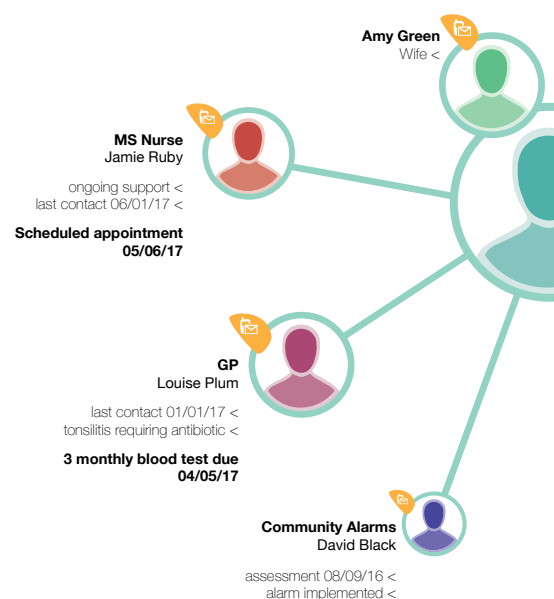 Amy Green
Wife <
MS Nurse
Jamie Ruby
ongoing support <
last contact 06/01/17 <
Scheduled appointment
05/06/17
GP
Louise Plum
last contact 01/01/17 <
tonsilitis requiring antibiotic <
3 monthly blood test due
04/05/17
Community Alarms
David Black
assessment 08/09/16 <
alarm implemented <